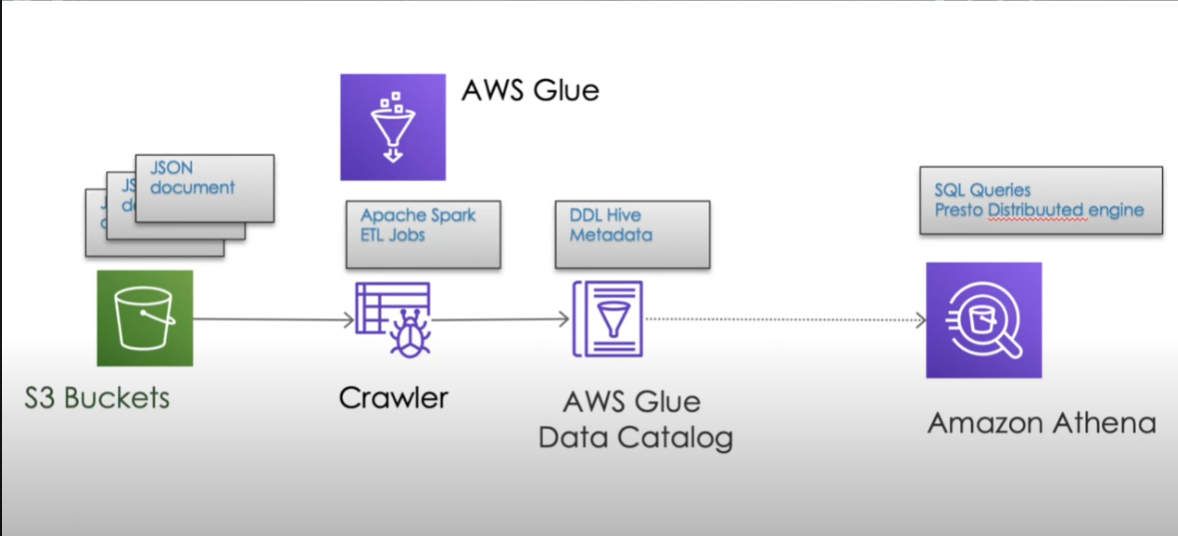 AWS Glue
JSON
document
JS
d
J
Apache Spark
ETL Jobs
DDL Hive
Metadata
SQL Queries
Presto Distribuuted engine
S3 Buckets
Crawler
AWS Glue
Data Catalog
Amazon Athena